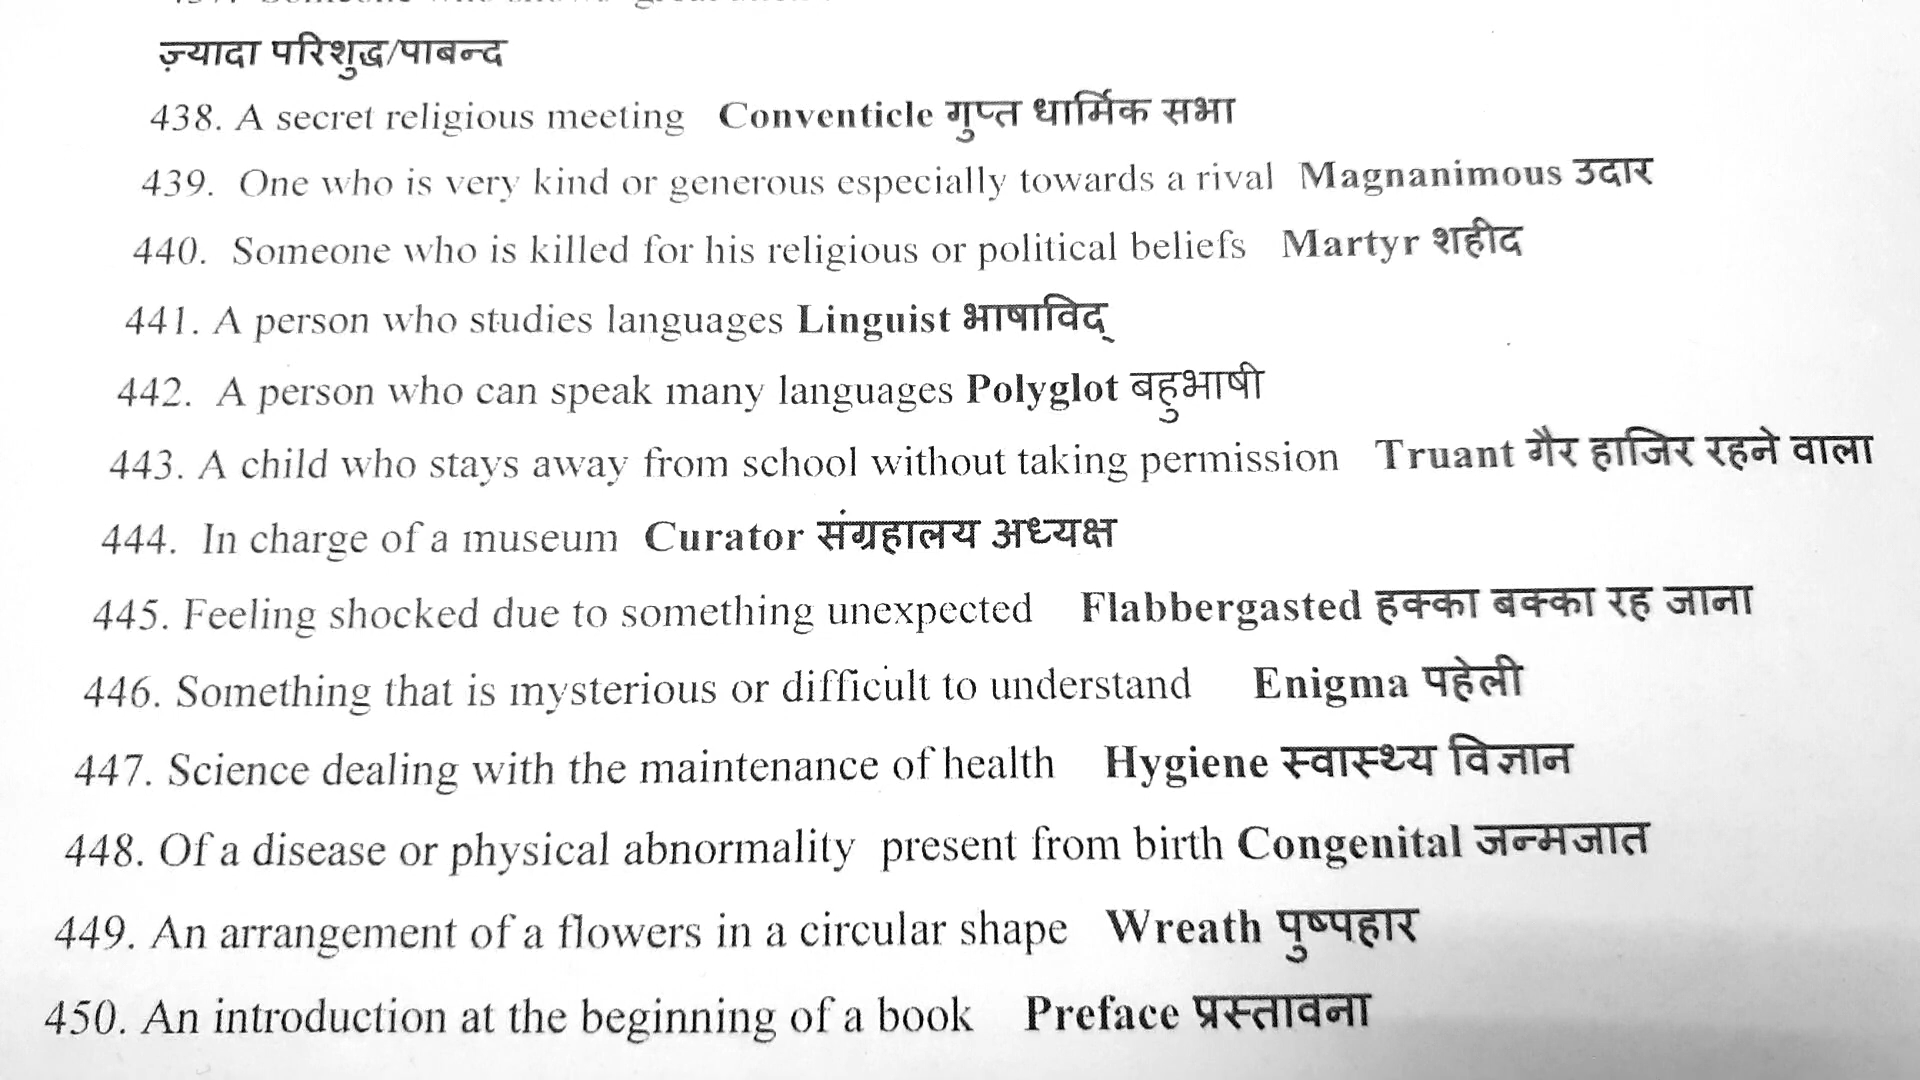 ज़्यादा परिशुद्ध/पाबन्द
438. A secret religious meeting Conventicle गुप्त धार्मिक सभा
439. One who is very kind or generous especially towards a rival Magnanimous उदार
440. Someone who is killed for his religious or political beliefs Martyr शहीद
441. A person who studies languages Linguist भाषाविद्
442. A person who can speak many languages Polyglot बहुभाषी
443. A child who stays away from school without taking permission Truant गैर हाजिर रहने वाला
444. In charge of a museum Curator संग्रहालय अध्यक्ष
445. Feeling shocked due to something unexpected Flabbergasted हक्का बक्का रह जाना
446. Something that is mysterious or difficult to understand Enigma पहेली
447. Science dealing with the maintenance of health Hygiene स्वास्थ्य विज्ञान
448. Of a disease or physical abnormality present from birth Congenital जन्मजात
449. An arrangement of a flowers in a circular shape Wreath पुष्पहार
450. An introduction at the beginning of a book Preface प्रस्तावना